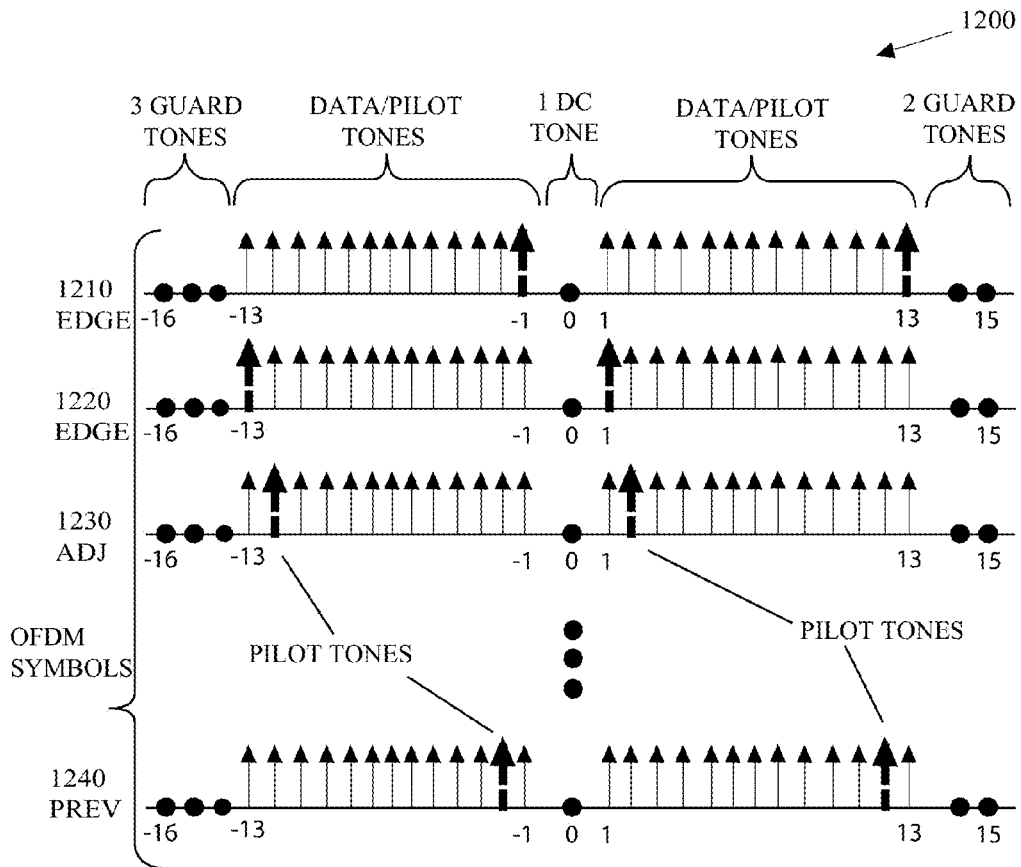 1200
3 GUARD
TONES
DATA/PILOT
TONES
1 DC
TONE
DATA/PILOT
TONES
2 GUARD
TONES
1210
EDGE
-16 -13 -1 0 1 13 15
1220
EDGE
-16 -13 -1 0 1 13 15
1230
ADJ
-16 -13 -1 0 1 13 15
OFDM
SYMBOLS
PILOT TONES
PILOT TONES
1240
PREV
-16 -13 -1 0 1 13 15